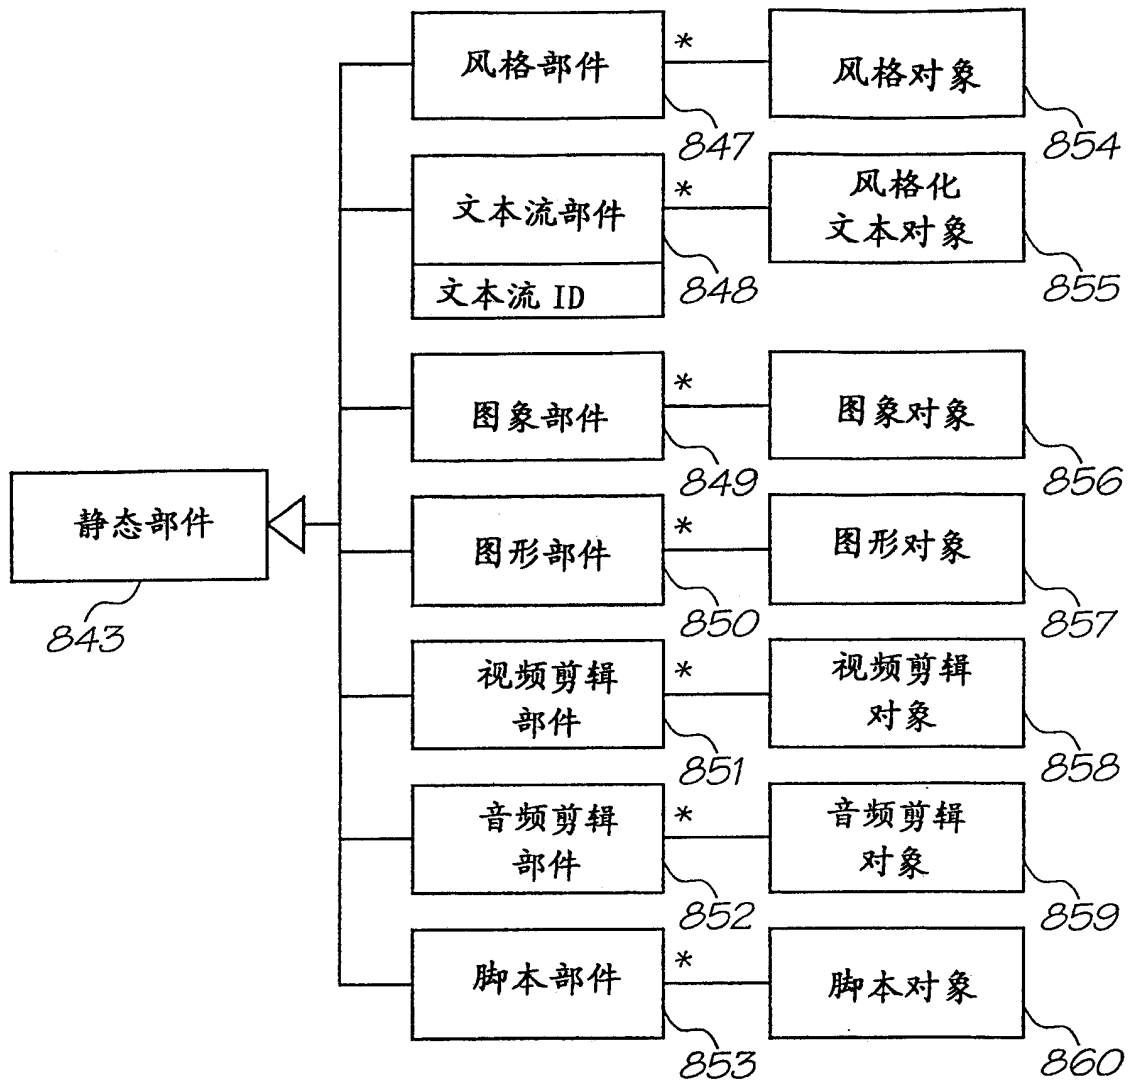 风格部件
*
风格对象
847
854
文本流部件
*
风格化
文本对象
文本流 ID
848
855
图象部件
*
图象对象
849
856
静态部件
843
图形部件
*
图形对象
850
857
视频剪辑
部件
*
视频剪辑
对象
851
858
音频剪辑
部件
*
音频剪辑
对象
852
859
脚本部件
*
脚本对象
853
860